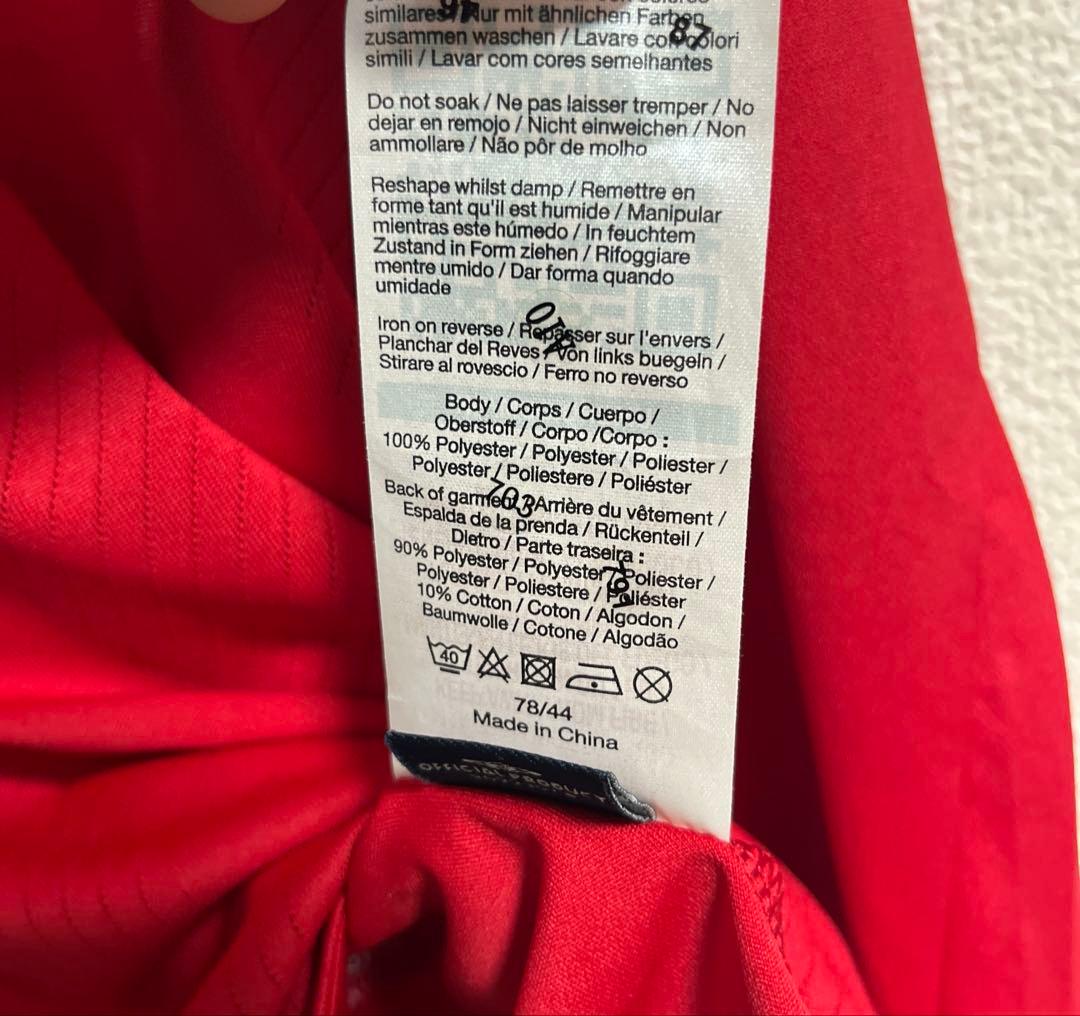 similares / Nur mit ähnlichen Farben
zusammen waschen / Lavare con colori
simili / Lavar com cores semelhantes
Do not soak / Ne pas laisser tremper / No
dejar en remojo / Nicht einweichen / Non
ammollare / Não pôr de molho
Reshape whilst damp / Remettre en
forme tant qu'il est humide / Manipular
mientras este húmedo / In feuchtem
Zustand in Form ziehen / Rifoggiare
mentre umido / Dar forma quando
umidade
Iron on reverse / Repasser sur l'envers /
Planchar del Reves / Von links buegeln /
Stirare al rovescio / Ferro no reverso
Body / Corps / Cuerpo /
Oberstoff / Corpo /Corpo :
100% Polyester / Polyester / Poliester /
Polyester / Poliestere / Poliéster
Back of garment / Arrière du vêtement /
Espalda de la prenda / Rückenteil /
Dietro / Parte traseira :
90% Polyester / Polyester / Poliester /
Polyester / Poliestere / Poliéster
10% Cotton / Coton / Algodon /
Baumwolle / Cotone / Algodão
40
78/44
Made in China
OFFICIAL PRODUCT
87
703